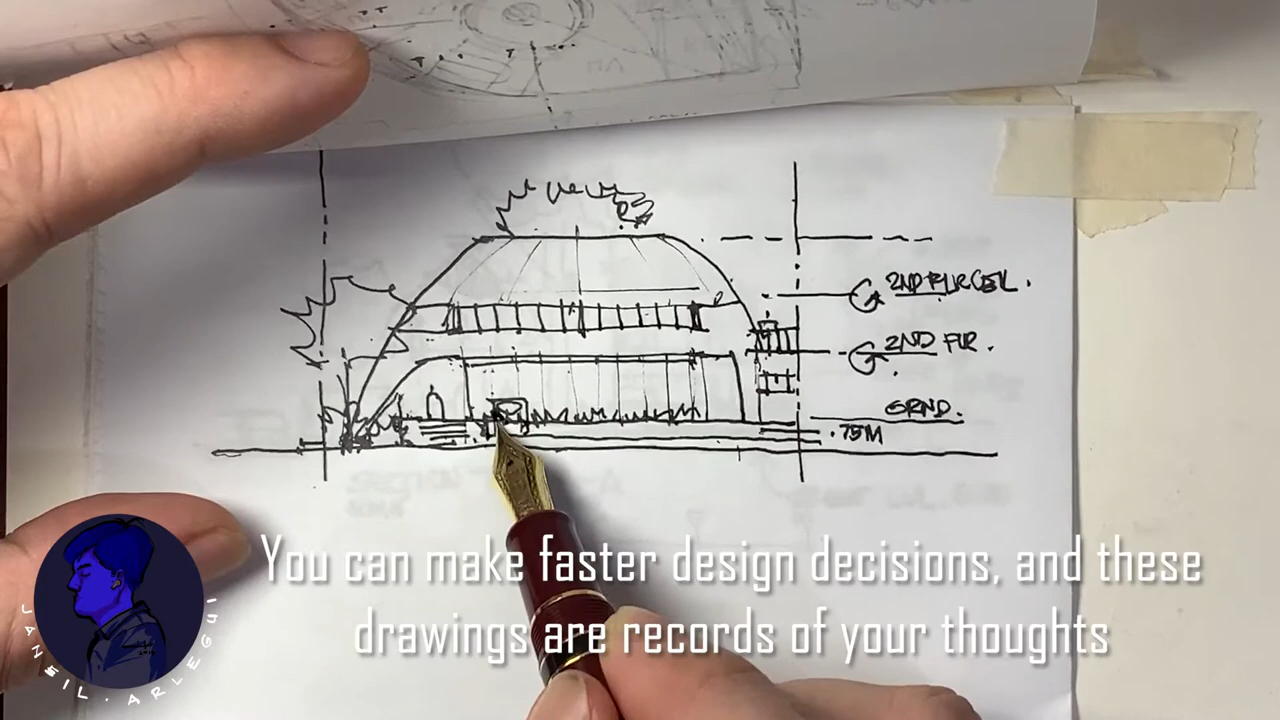 2ND FLR CEIL.
2ND FLR.
GRND.
.75M
You can make faster design decisions, and these
drawings are records of your thoughts
JANSIL . ARLEGUI